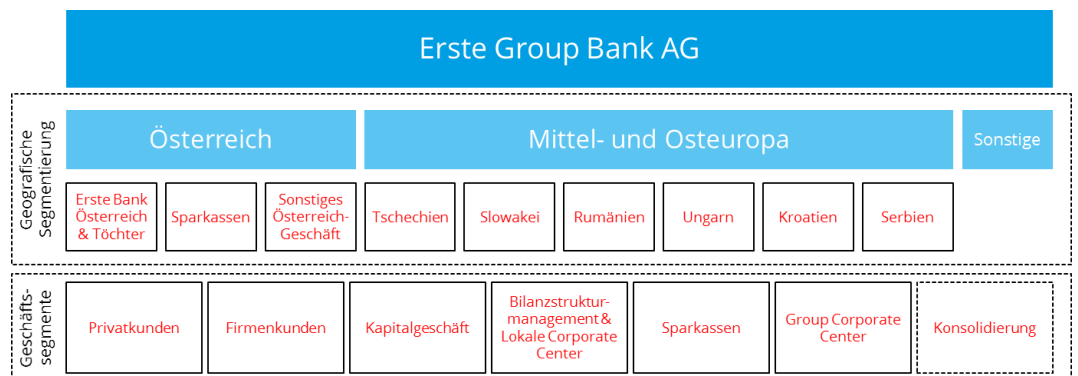 Erste Group Bank AG
Geografische
Segmentierung
Österreich
Mittel- und Osteuropa
Sonstige
Erste Bank
Österreich
& Töchter
Sparkassen
Sonstiges
Österreich-
Geschäft
Tschechien
Slowakei
Rumänien
Ungarn
Kroatien
Serbien
Geschäfts-
segmente
Privatkunden
Firmenkunden
Kapitalgeschäft
Bilanzstruktur-
management &
Lokale Corporate
Center
Sparkassen
Group Corporate
Center
Konsolidierung